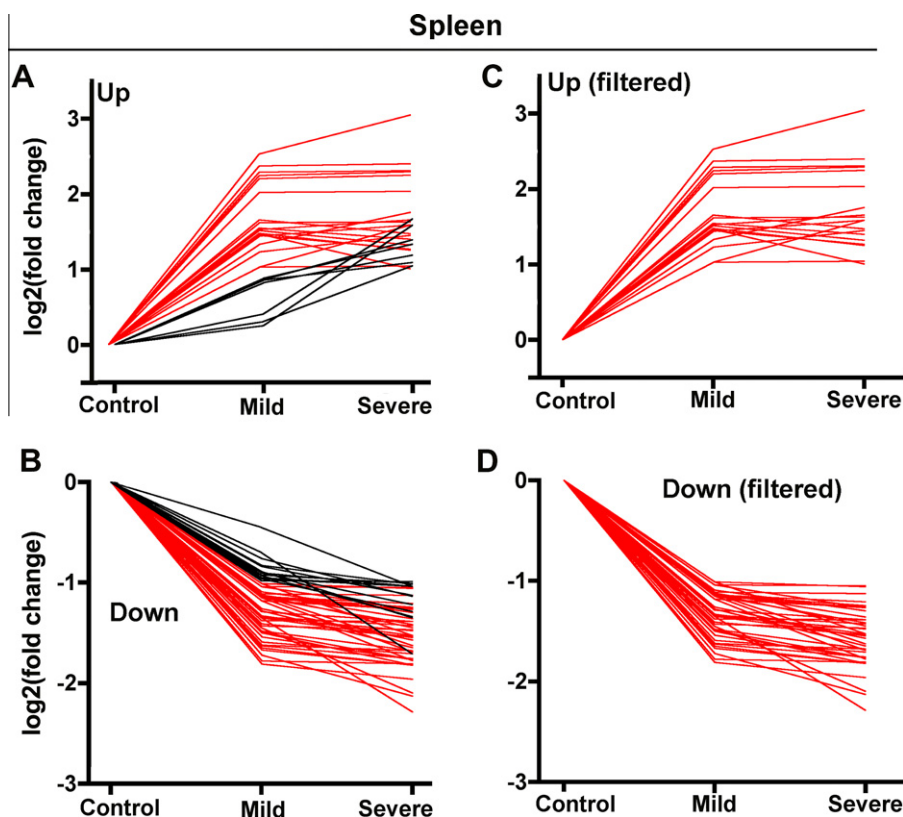 Spleen
A
Up
log2(fold change)
3
2
1
0
Control Mild Severe
C
Up (filtered)
3
2
1
0
Control Mild Severe
B
Down
log2(fold change)
0
-1
-2
-3
Control Mild Severe
D
Down (filtered)
0
-1
-2
-3
Control Mild Severe